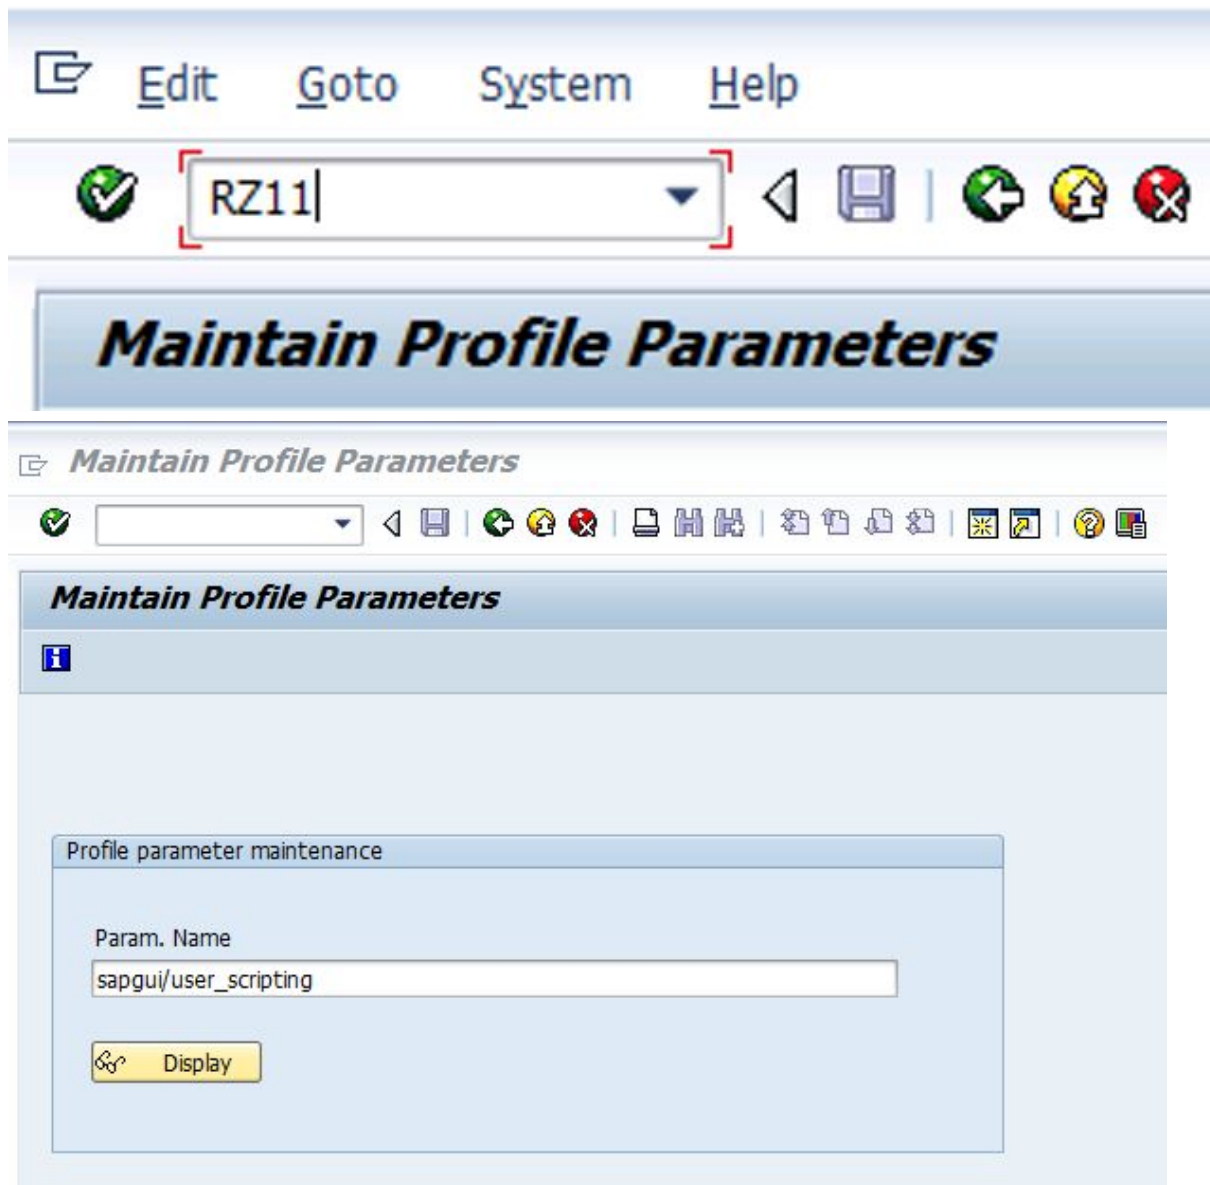 Edit Goto System Help
RZ11
Maintain Profile Parameters
Maintain Profile Parameters
Maintain Profile Parameters
Profile parameter maintenance
Param. Name
sapgui/user_scripting
Display